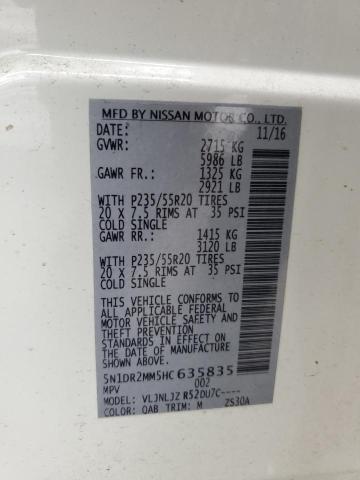 MFD BY NISSAN MOTOR CO., LTD.
DATE: 11/16
GVWR: 2715 KG
5986 LB
GAWR FR.: 1325 KG
2921 LB
WITH P235/55R20 TIRES
20 X 7.5 RIMS AT 35 PSI
COLD SINGLE
GAWR RR.: 1415 KG
3120 LB
WITH P235/55R20 TIRES
20 X 7.5 RIMS AT 35 PSI
COLD SINGLE
THIS VEHICLE CONFORMS TO
ALL APPLICABLE FEDERAL
MOTOR VEHICLE SAFETY AND
THEFT PREVENTION
STANDARDS IN EFFECT ON
THE DATE OF MANUFACTURE
SHOWN ABOVE.
5N1DR2MM5HC 635835
MPV 002
MODEL: VLJNLJZ R52DU7C----
COLOR: QAB TRIM: M ZS30A